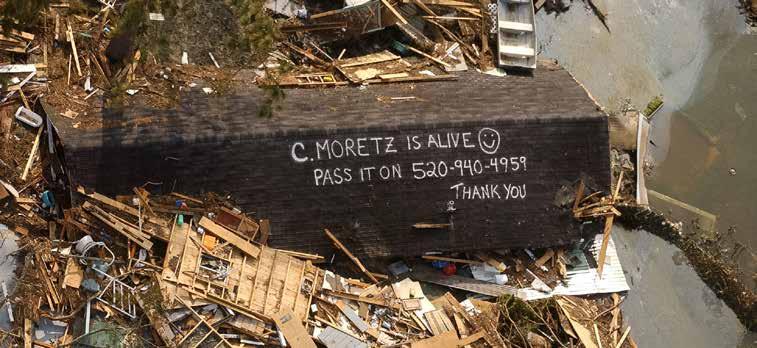 C. MORETZ IS ALIVE ☺
PASS IT ON 520-940-4959
THANK YOU